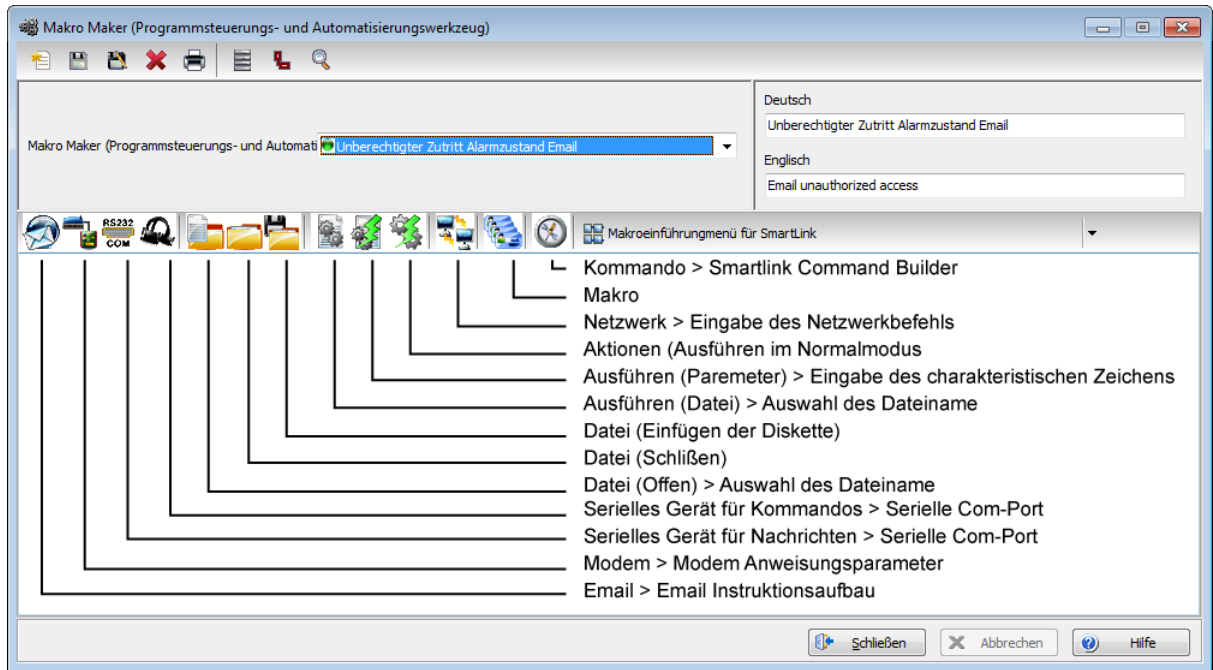 Makro Maker (Programmsteuerungs- und Automatisierungswerkzeug)
Deutsch
Unberechtigter Zutritt Alarmzustand Email
Makro Maker (Programmsteuerungs- und Automati
Unberechtigter Zutritt Alarmzustand Email
Englisch
Email unauthorized access
RS232
COM
Makroeinführungmenü für SmartLink
Kommando > Smartlink Command Builder
Makro
Netzwerk > Eingabe des Netzwerkbefehls
Aktionen (Ausführen im Normalmodus
Ausführen (Paremeter) > Eingabe des charakteristischen Zeichens
Ausführen (Datei) > Auswahl des Dateiname
Datei (Einfügen der Diskette)
Datei (Schlißen)
Datei (Offen) > Auswahl des Dateiname
Serielles Gerät für Kommandos > Serielle Com-Port
Serielles Gerät für Nachrichten > Serielle Com-Port
Modem > Modem Anweisungsparameter
Email > Email Instruktionsaufbau
Schließen
Abbrechen
Hilfe